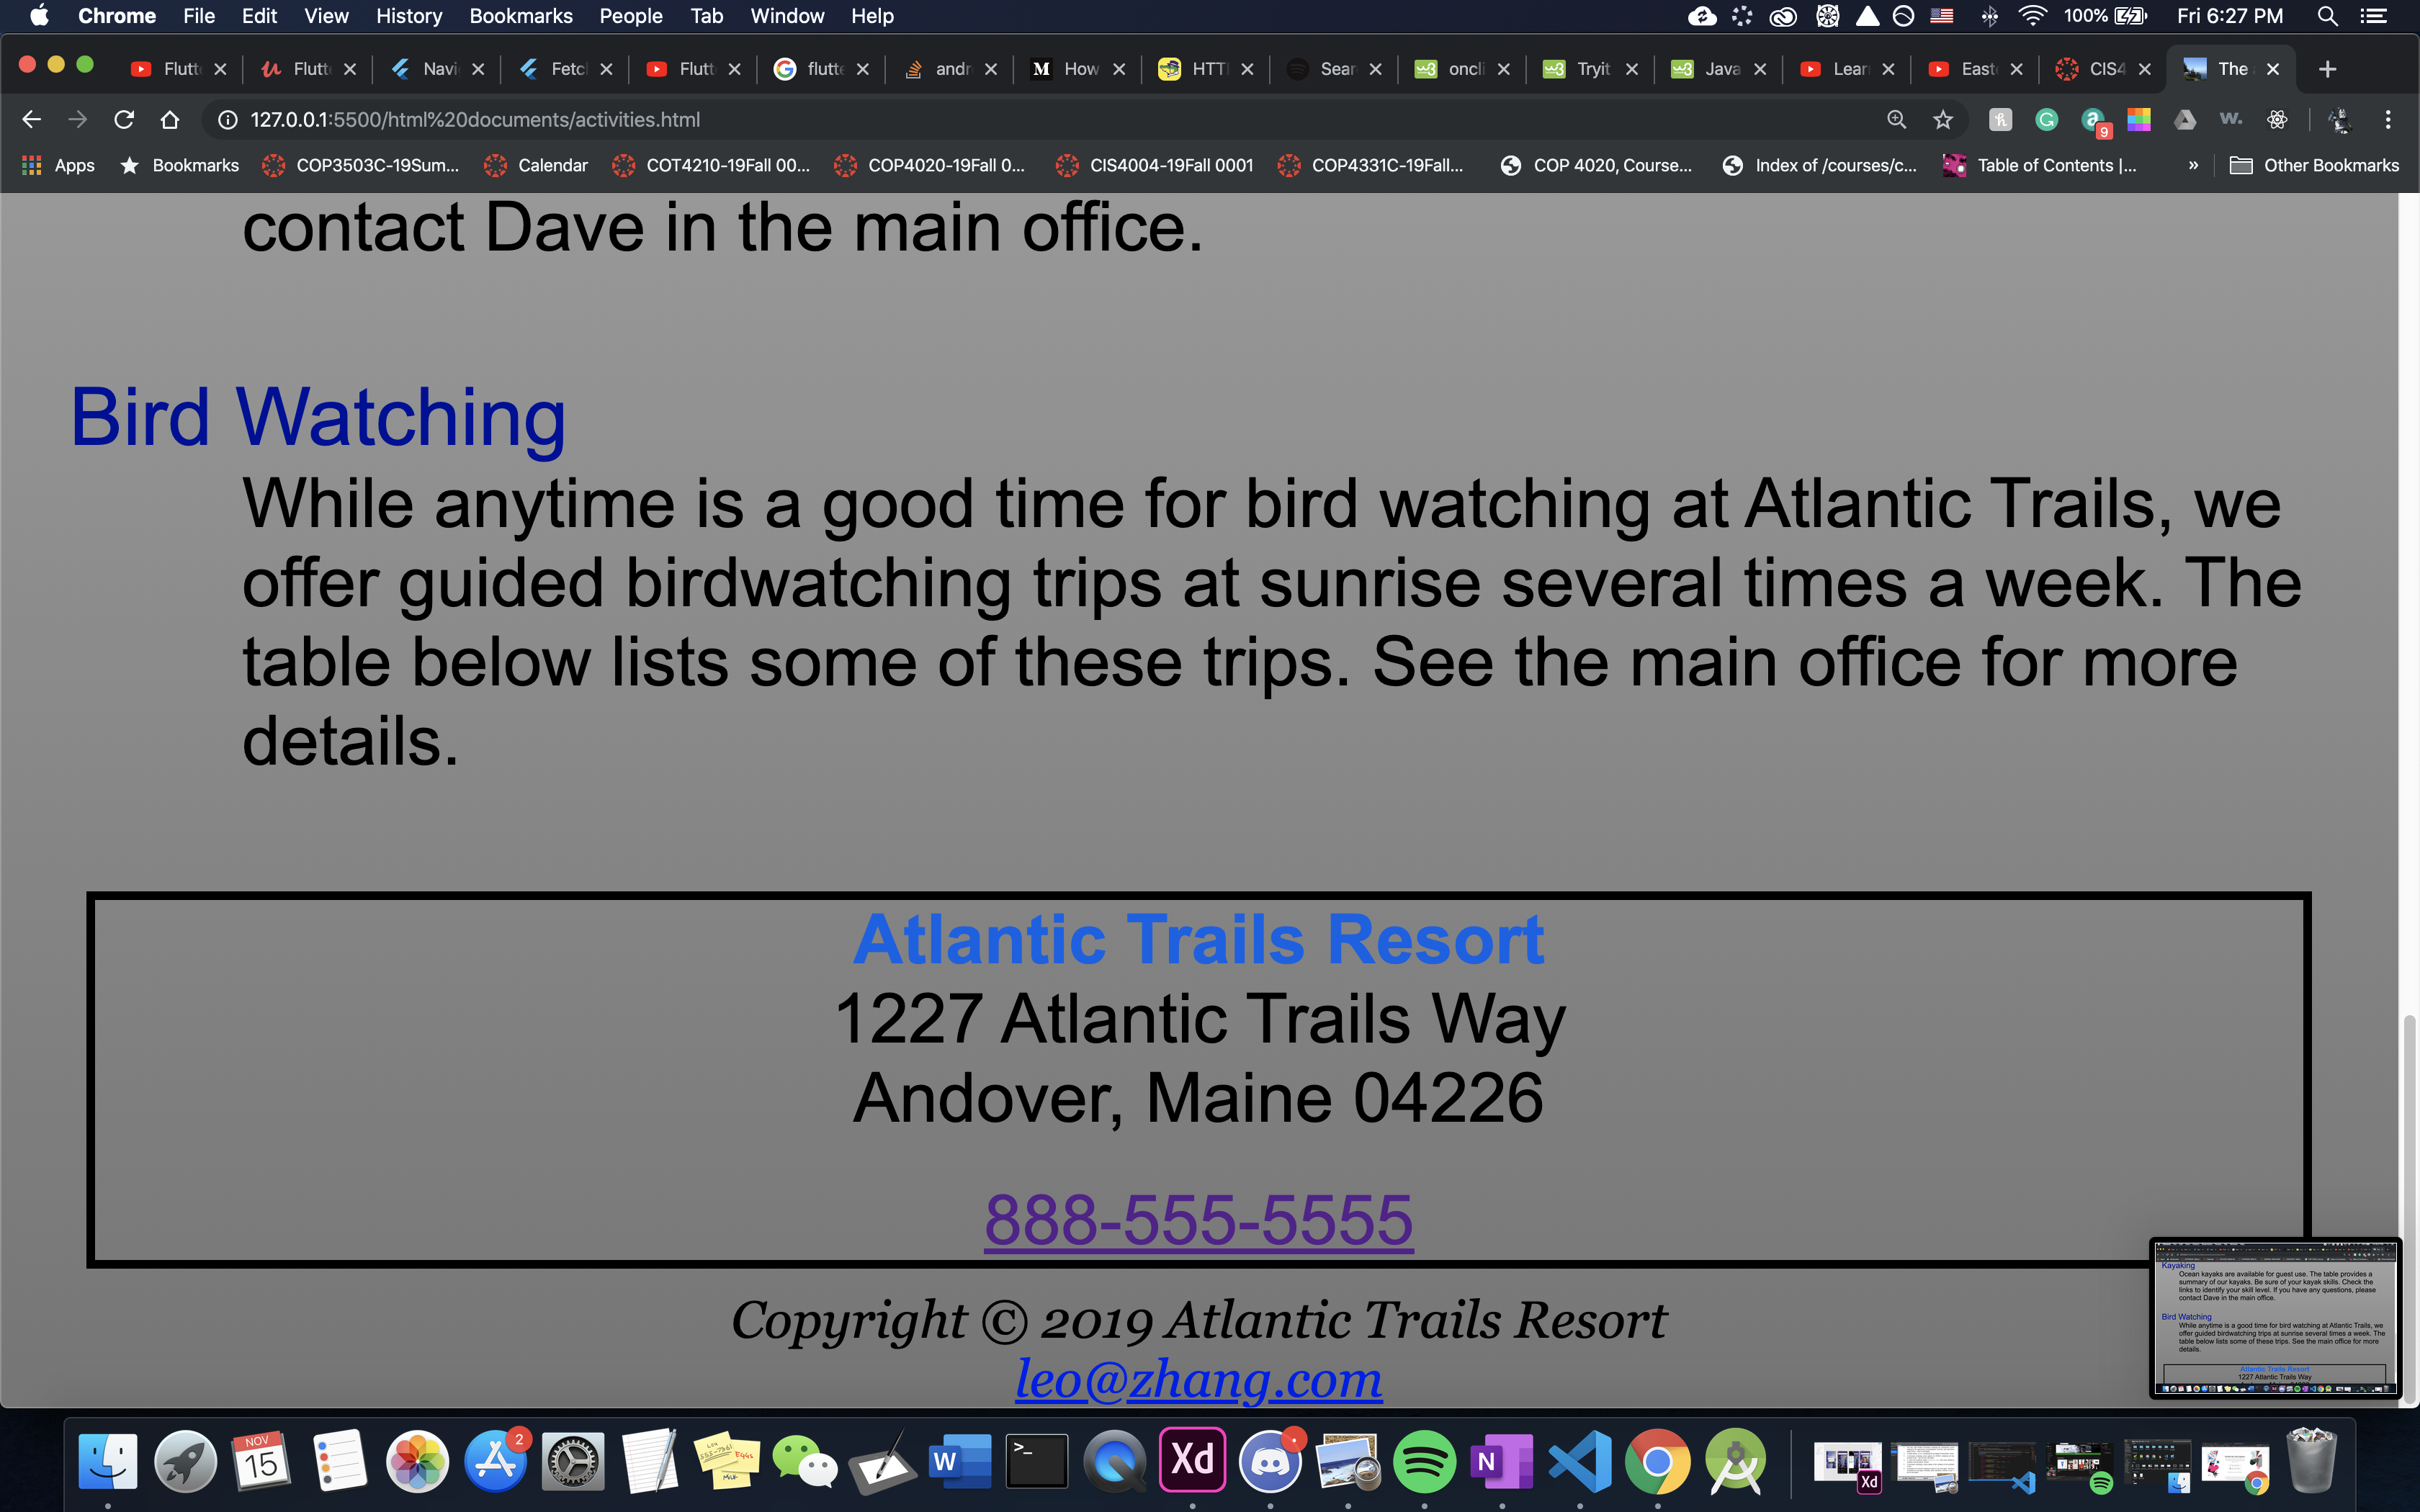 Chrome File Edit View History Bookmarks People Tab Window Help 100% Fri 6:27 PM
Flutt Flutt Navi Fetcl Flutt flutte andr How HTTI Sear oncli Tryit Java Lear East CIS4 The
127.0.0.1:5500/html%20documents/activities.html 9
Apps Bookmarks COP3503C-19Sum... Calendar COT4210-19Fall 00... COP4020-19Fall 0... CIS4004-19Fall 0001 COP4331C-19Fall... COP 4020, Course... Index of /courses/c... Table of Contents |... » Other Bookmarks
contact Dave in the main office.
Bird Watching
While anytime is a good time for bird watching at Atlantic Trails, we
offer guided birdwatching trips at sunrise several times a week. The
table below lists some of these trips. See the main office for more
details.
Atlantic Trails Resort
1227 Atlantic Trails Way
Andover, Maine 04226
888-555-5555
Copyright © 2019 Atlantic Trails Resort
leo@zhang.com
Kayaking
Ocean kayaks are available for guest use. The table provides a
summary of our kayaks. Be sure of your kayak skills. Check the
links to identify your skill level. If you have any questions, please
contact Dave in the main office.
Bird Watching
While anytime is a good time for bird watching at Atlantic Trails, we
offer guided birdwatching trips at sunrise several times a week. The
table below lists some of these trips. See the main office for more
details.
Atlantic Trails Resort
1227 Atlantic Trails Way
NOV
15
2
W
Xd
N
Xd